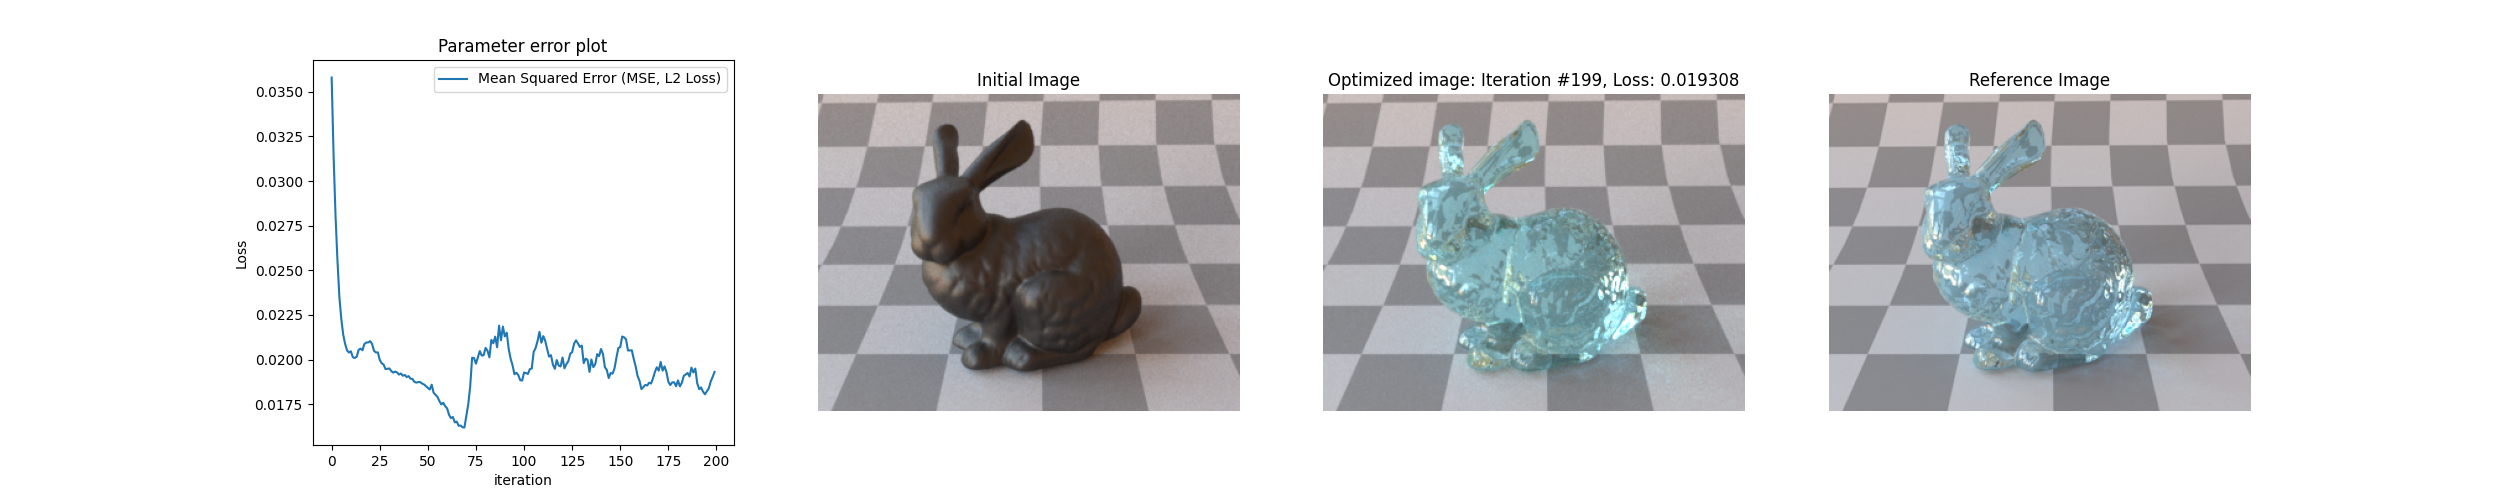 Parameter error plot
Mean Squared Error (MSE, L2 Loss)
0.0350
0.0325
0.0300
0.0275
0.0250
0.0225
0.0200
0.0175
Loss
0 25 50 75 100 125 150 175 200
iteration
Initial Image
Optimized image: Iteration #199, Loss: 0.019308
Reference Image